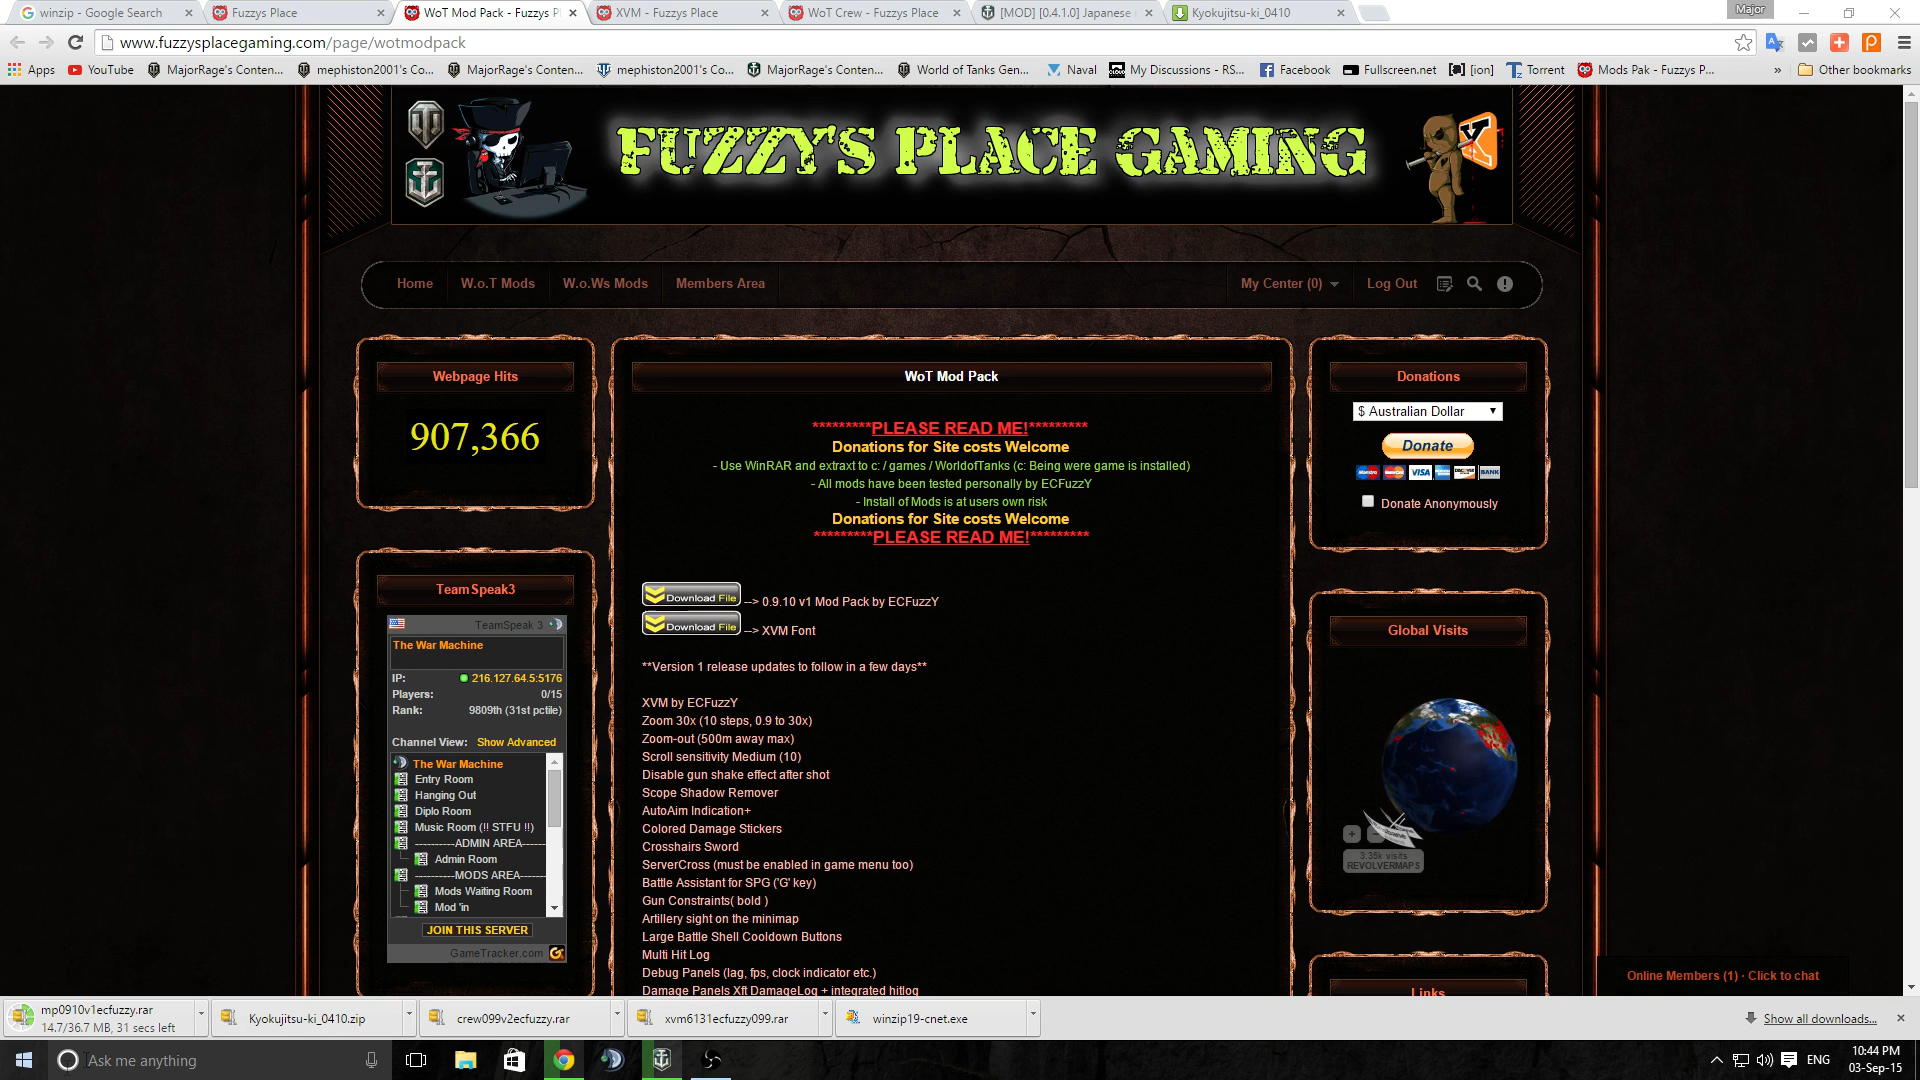 winzip - Google Search
Fuzzys Place
WoT Mod Pack - Fuzzys Pl
XVM - Fuzzys Place
WoT Crew - Fuzzys Place
[MOD] [0.4.1.0] Japanese
Kyokujitsu-ki_0410
Major
www.fuzzysplacegaming.com/page/wotmodpack
Apps
YouTube
MajorRage's Conten...
mephiston2001's Co...
MajorRage's Conten...
mephiston2001's Co...
MajorRage's Conten...
World of Tanks Gen...
Naval
My Discussions - RS...
Facebook
Fullscreen.net
[ion]
Torrent
Mods Pak - Fuzzys P...
» Other bookmarks
FUZZY'S PLACE GAMING
Home
W.o.T Mods
W.o.Ws Mods
Members Area
My Center (0)
Log Out
Webpage Hits
907,366
TeamSpeak3
TeamSpeak 3
The War Machine
IP: 216.127.64.5:5176
Players: 0/15
Rank: 9809th (31st pctile)
Channel View: Show Advanced
The War Machine
Entry Room
Hanging Out
Diplo Room
Music Room (!! STFU !!)
----------ADMIN AREA------
Admin Room
----------MODS AREA-------
Mods Waiting Room
Mod 'in
JOIN THIS SERVER
GameTracker.com
WoT Mod Pack
*********PLEASE READ ME!*********
Donations for Site costs Welcome
- Use WinRAR and extraxt to c: / games / WorldofTanks (c: Being were game is installed)
- All mods have been tested personally by ECFuzzY
- Install of Mods is at users own risk
Donations for Site costs Welcome
*********PLEASE READ ME!*********
Download File --> 0.9.10 v1 Mod Pack by ECFuzzY
Download File --> XVM Font
**Version 1 release updates to follow in a few days**
XVM by ECFuzzY
Zoom 30x (10 steps, 0.9 to 30x)
Zoom-out (500m away max)
Scroll sensitivity Medium (10)
Disable gun shake effect after shot
Scope Shadow Remover
AutoAim Indication+
Colored Damage Stickers
Crosshairs Sword
ServerCross (must be enabled in game menu too)
Battle Assistant for SPG ('G' key)
Gun Constraints( bold )
Artillery sight on the minimap
Large Battle Shell Cooldown Buttons
Multi Hit Log
Debug Panels (lag, fps, clock indicator etc.)
Damage Panels Xft DamageLog + integrated hitlog
Donations
$ Australian Dollar
Donate
VISA
BANK
Donate Anonymously
Global Visits
3.35k visits
REVOLVERMAPS
Links
Online Members (1) · Click to chat
mp0910v1ecfuzzy.rar
14.7/36.7 MB, 31 secs left
Kyokujitsu-ki_0410.zip
crew099v2ecfuzzy.rar
xvm6131ecfuzzy099.rar
winzip19-cnet.exe
Show all downloads...
Ask me anything
ENG
10:44 PM
03-Sep-15